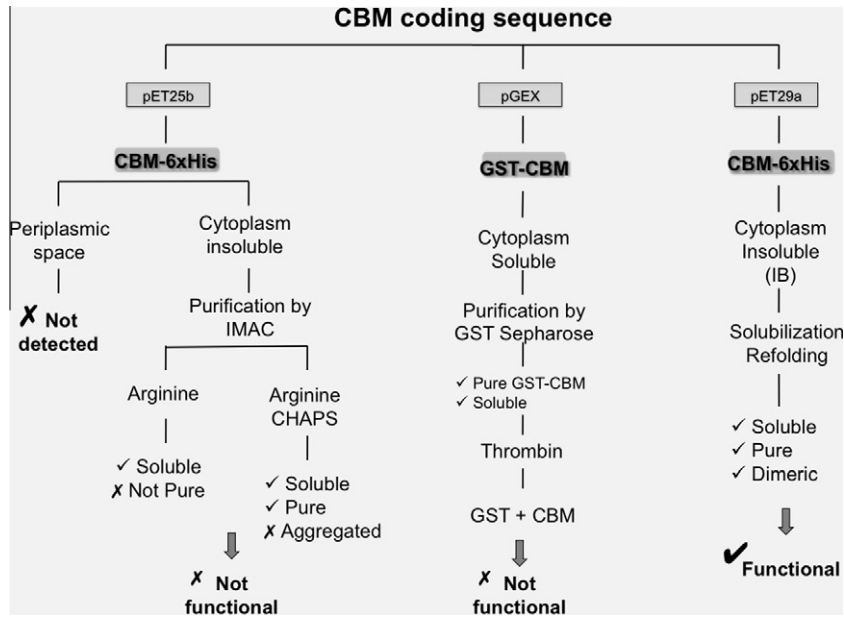 CBM coding sequence
pET25b
CBM-6xHis
Periplasmic
space
✗ Not
detected
Cytoplasm
insoluble
Purification by
IMAC
Arginine
✓ Soluble
✗ Not Pure
Arginine
CHAPS
✓ Soluble
✓ Pure
✗ Aggregated
✗ Not
functional
pGEX
GST-CBM
Cytoplasm
Soluble
Purification by
GST Sepharose
✓ Pure GST-CBM
✓ Soluble
Thrombin
GST + CBM
✗ Not
functional
pET29a
CBM-6xHis
Cytoplasm
Insoluble
(IB)
Solubilization
Refolding
✓ Soluble
✓ Pure
✓ Dimeric
✔ Functional